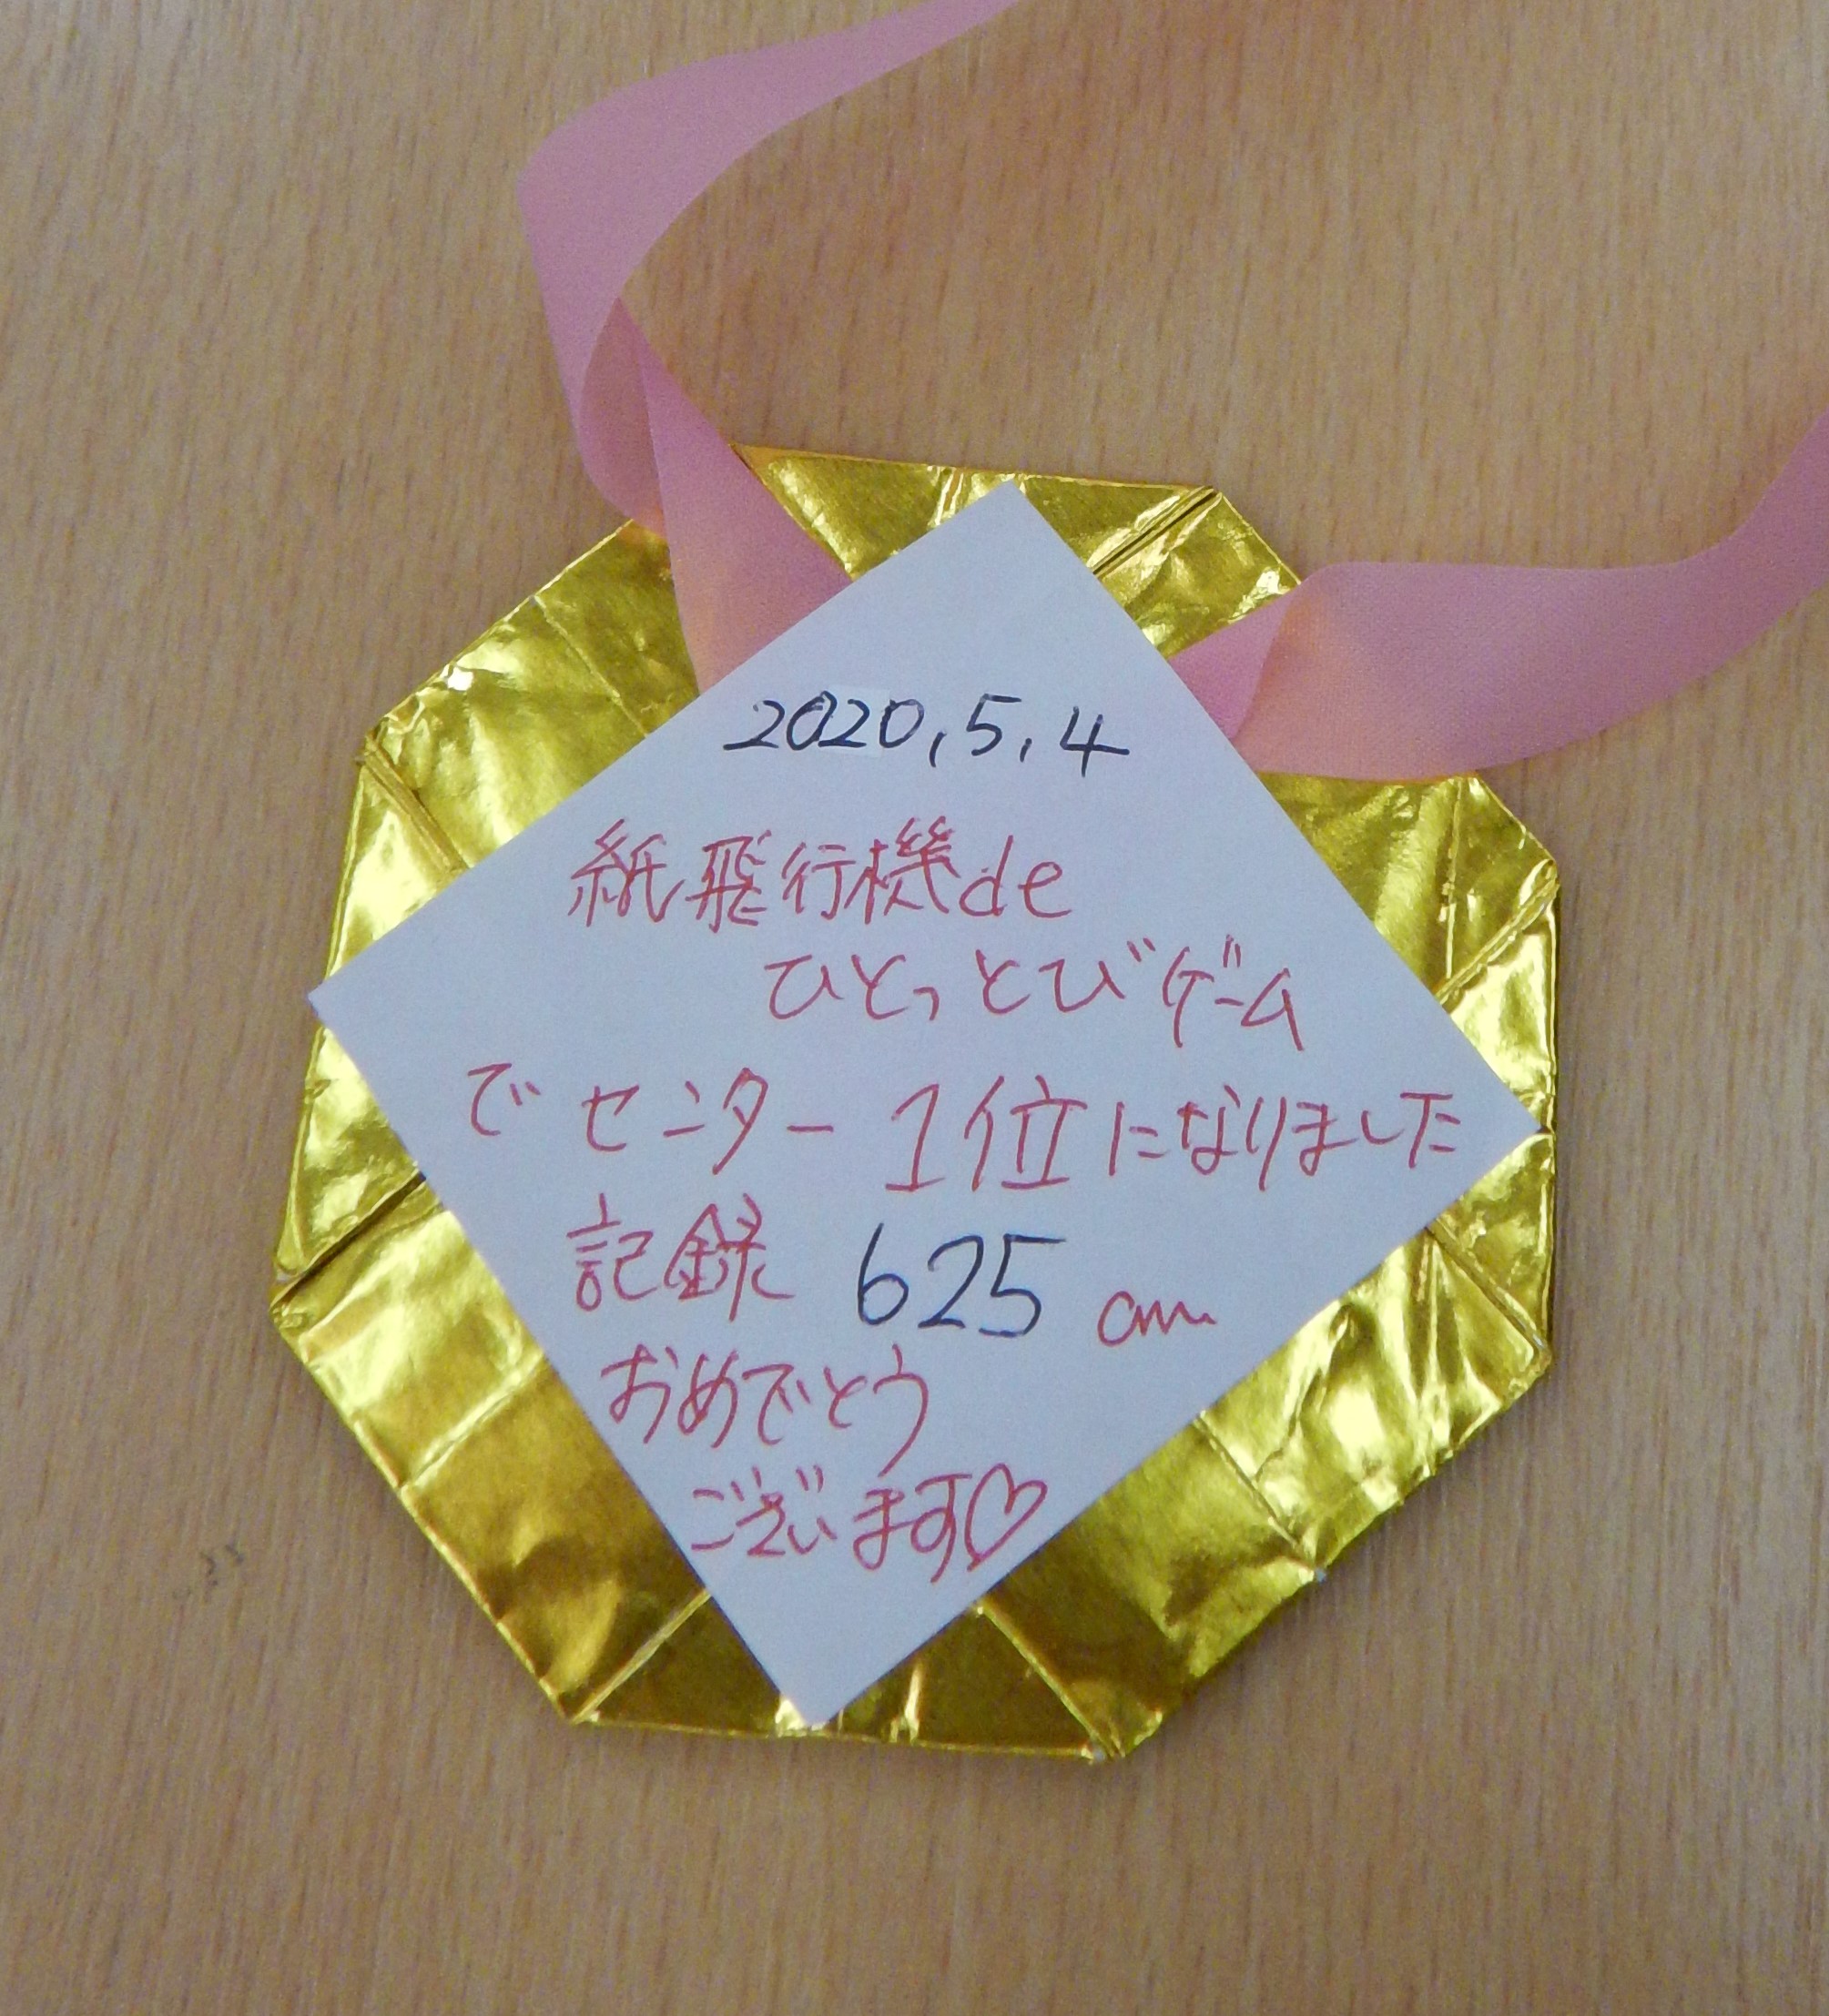 2020.5.4
紙飛行機de
ひとっとびゲーム
でセンター1位になりました
記録 625 cm
おめでとう
ございます♡